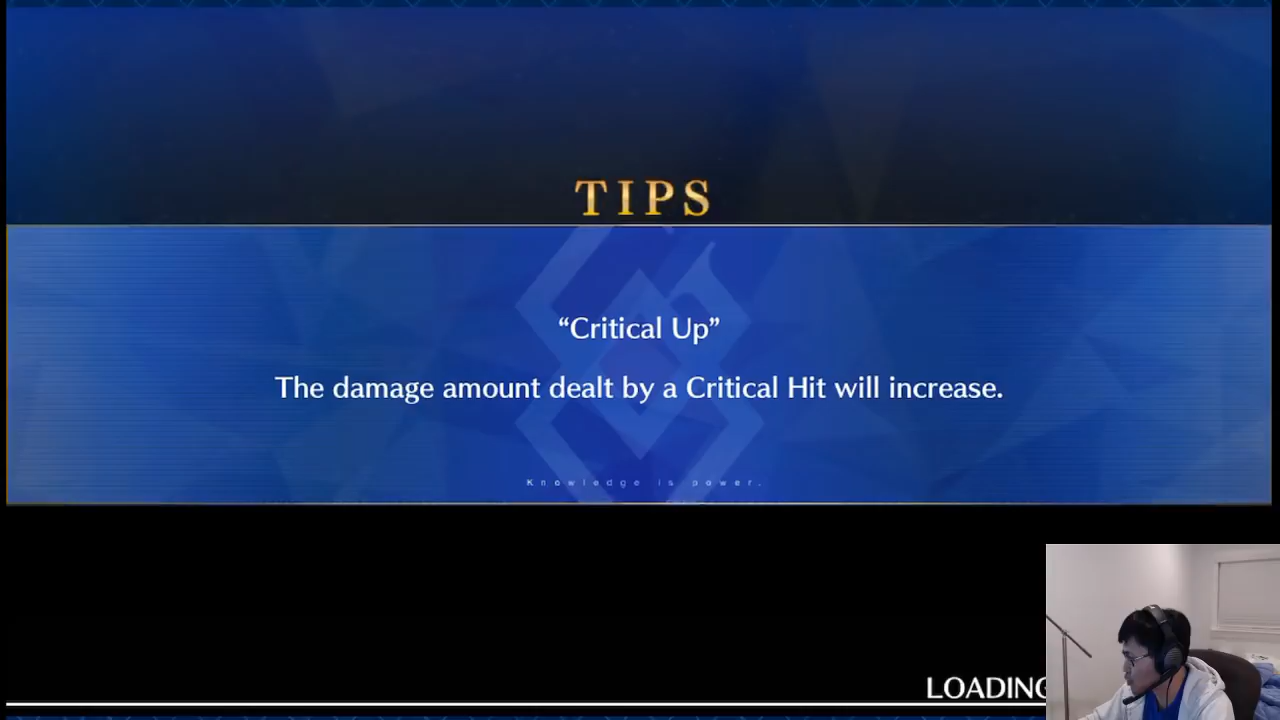 TIPS
“Critical Up”
The damage amount dealt by a Critical Hit will increase.
Knowledge is power.
LOADING